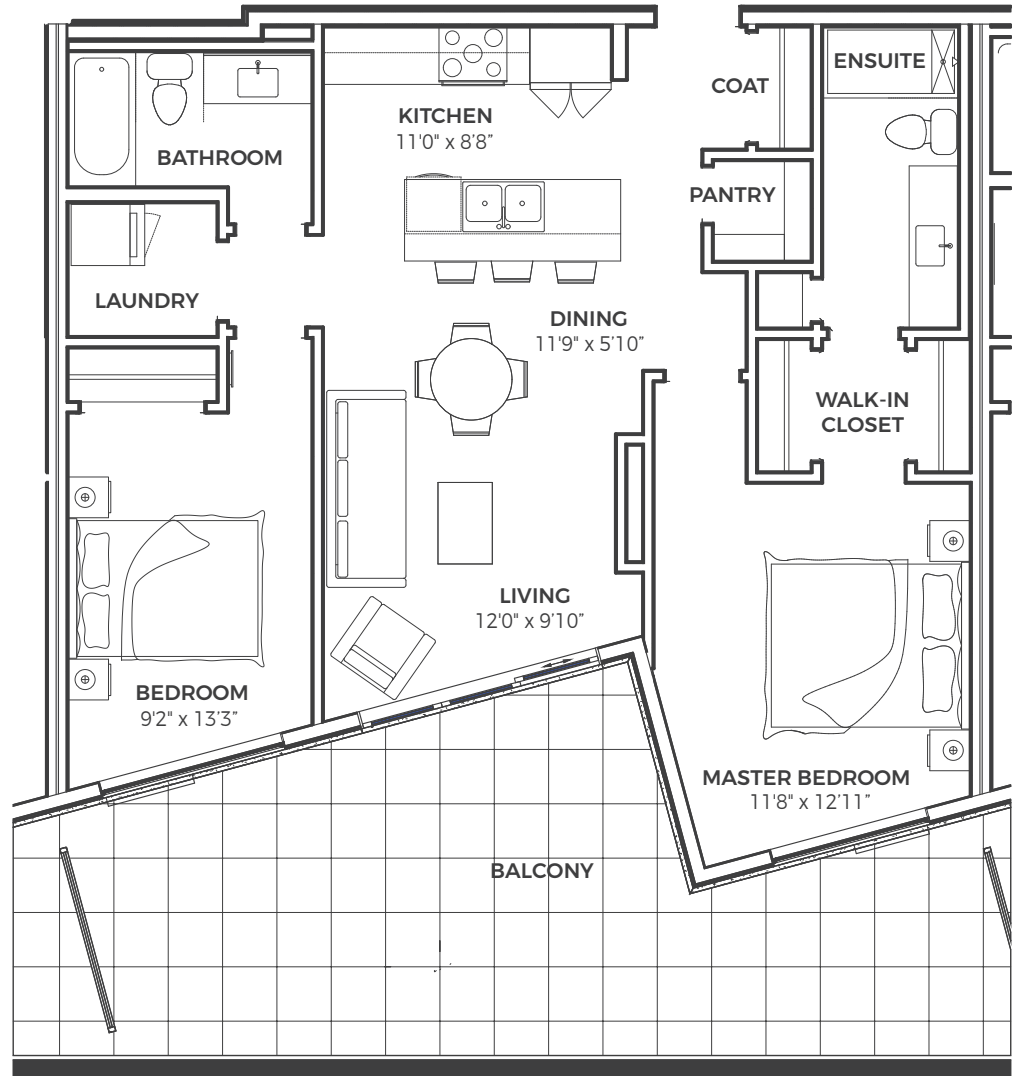 ENSUITE
COAT
KITCHEN
11'0" x 8'8”
BATHROOM
PANTRY
LAUNDRY
DINING
11'9" x 5'10”
WALK-IN
CLOSET
LIVING
12'0" x 9'10”
BEDROOM
9'2" x 13'3”
MASTER BEDROOM
11'8" x 12'11”
BALCONY